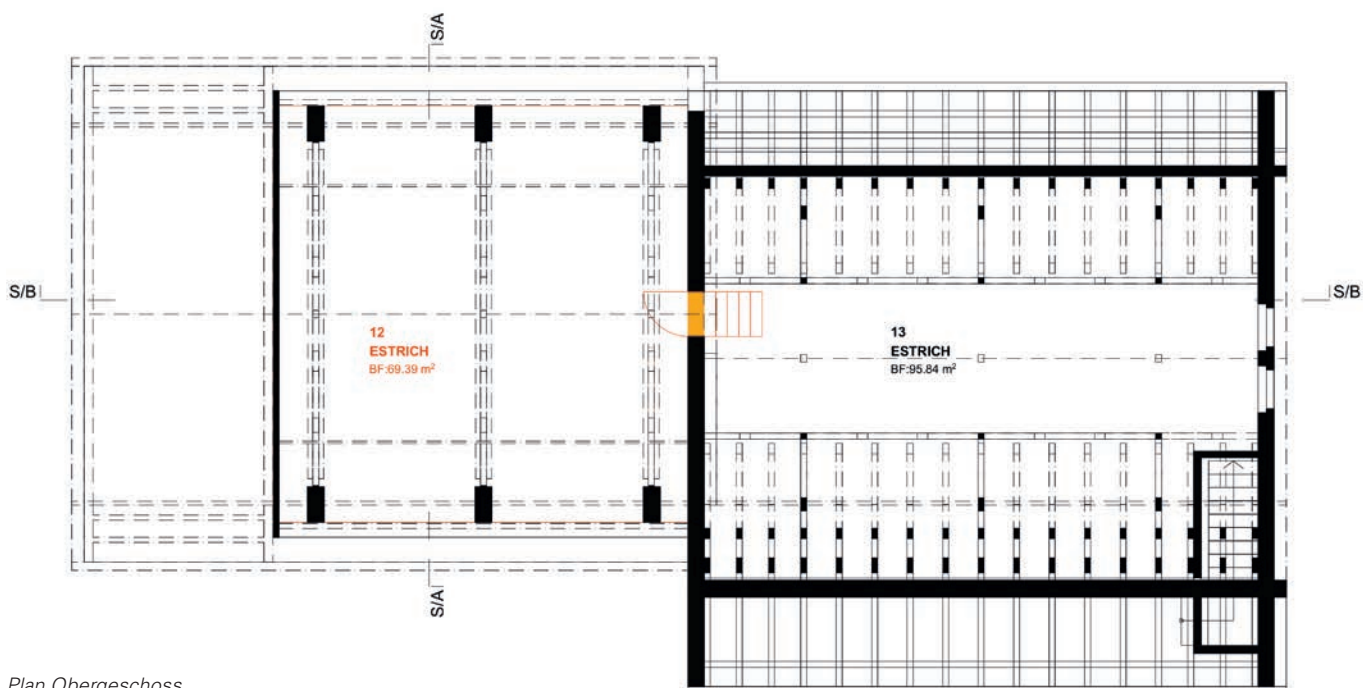 S/A
S/B
S/B
12
ESTRICH
BF:69.39 m²
13
ESTRICH
BF:95.84 m²
S/A
Plan Obergeschoss